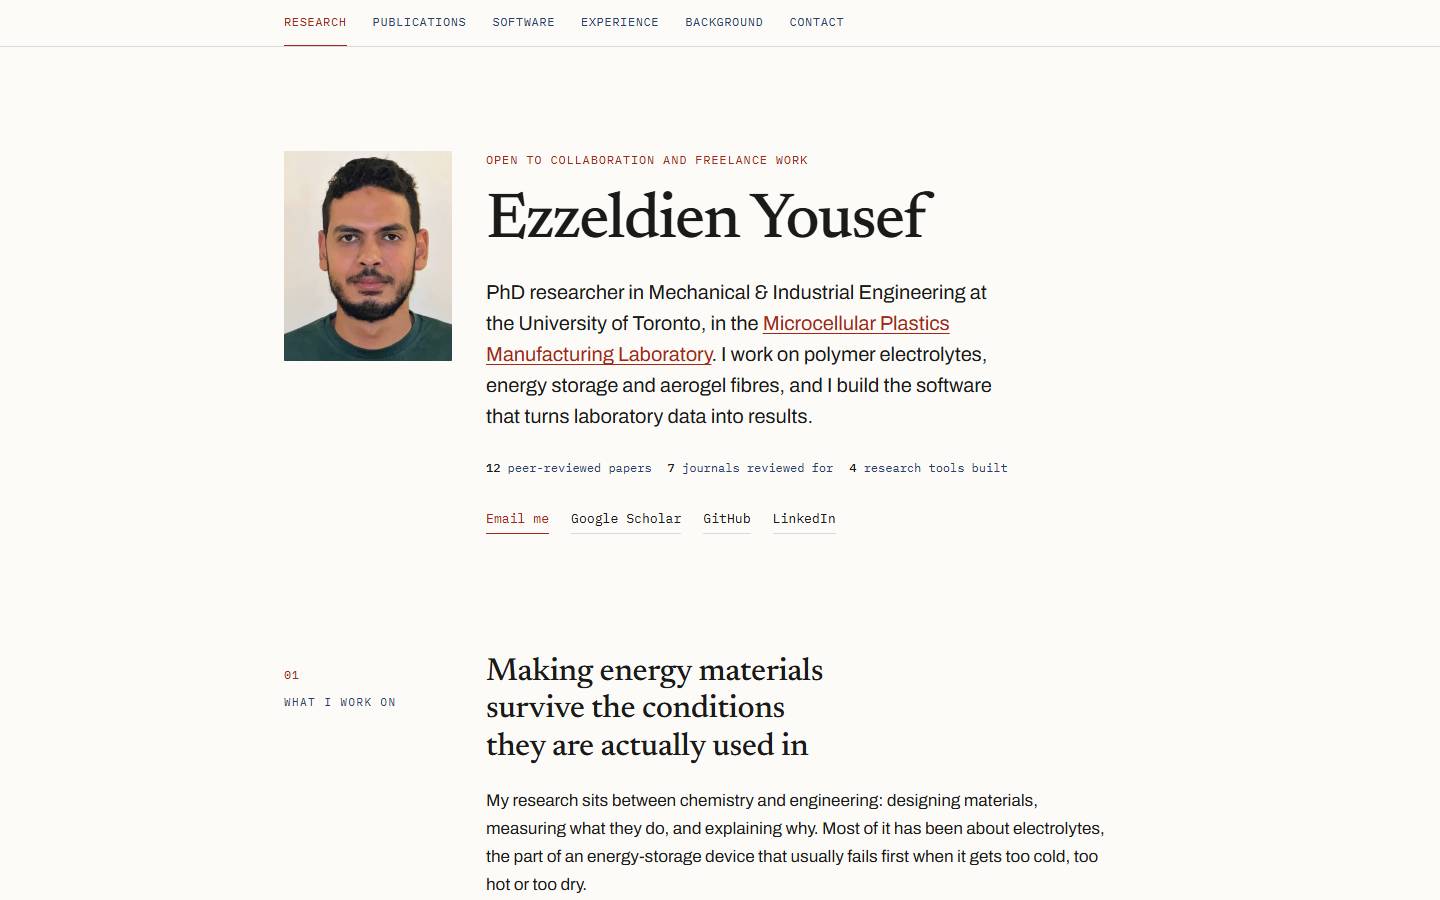 RESEARCH PUBLICATIONS SOFTWARE EXPERIENCE BACKGROUND CONTACT
OPEN TO COLLABORATION AND FREELANCE WORK
Ezzeldien Yousef
PhD researcher in Mechanical & Industrial Engineering at
the University of Toronto, in the Microcellular Plastics
Manufacturing Laboratory. I work on polymer electrolytes,
energy storage and aerogel fibres, and I build the software
that turns laboratory data into results.
12 peer-reviewed papers 7 journals reviewed for 4 research tools built
Email me Google Scholar GitHub LinkedIn
01
WHAT I WORK ON
Making energy materials
survive the conditions
they are actually used in
My research sits between chemistry and engineering: designing materials,
measuring what they do, and explaining why. Most of it has been about electrolytes,
the part of an energy-storage device that usually fails first when it gets too cold, too
hot or too dry.